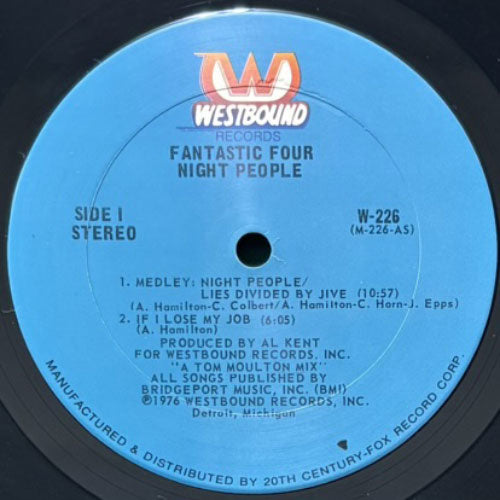 W
WESTBOUND
RECORDS
FANTASTIC FOUR
NIGHT PEOPLE
SIDE I
STEREO
W-226
(M-226-AS)
1. MEDLEY: NIGHT PEOPLE/
LIES DIVIDED BY JIVE (10:57)
(A. Hamilton-C. Colbert/A. Hamilton-C. Horn-J. Epps)
2. IF I LOSE MY JOB (6:05)
(A. Hamilton)
PRODUCED BY AL KENT
FOR WESTBOUND RECORDS, INC.
"A TOM MOULTON MIX"
ALL SONGS PUBLISHED BY
BRIDGEPORT MUSIC, INC. (BMI)
℗1976 WESTBOUND RECORDS, INC.
Detroit, Michigan
MANUFACTURED & DISTRIBUTED BY 20TH CENTURY-FOX RECORD CORP.